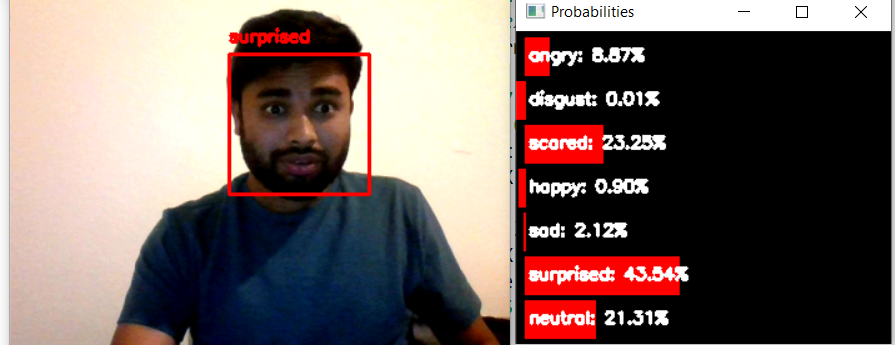 surprised
Probabilities
angry: 8.87%
disgust: 0.01%
scared: 23.25%
happy: 0.90%
sad: 2.12%
surprised: 43.54%
neutral: 21.31%